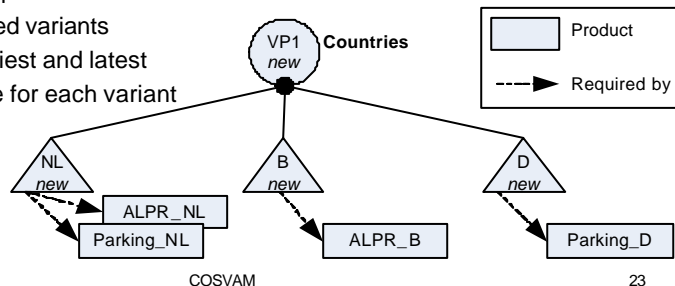 ed variants
iest and latest
e for each variant
VP1
new
Countries
Product
Required by
NL
new
B
new
D
new
ALPR_NL
Parking_NL
ALPR_B
Parking_D
COSVAM
23